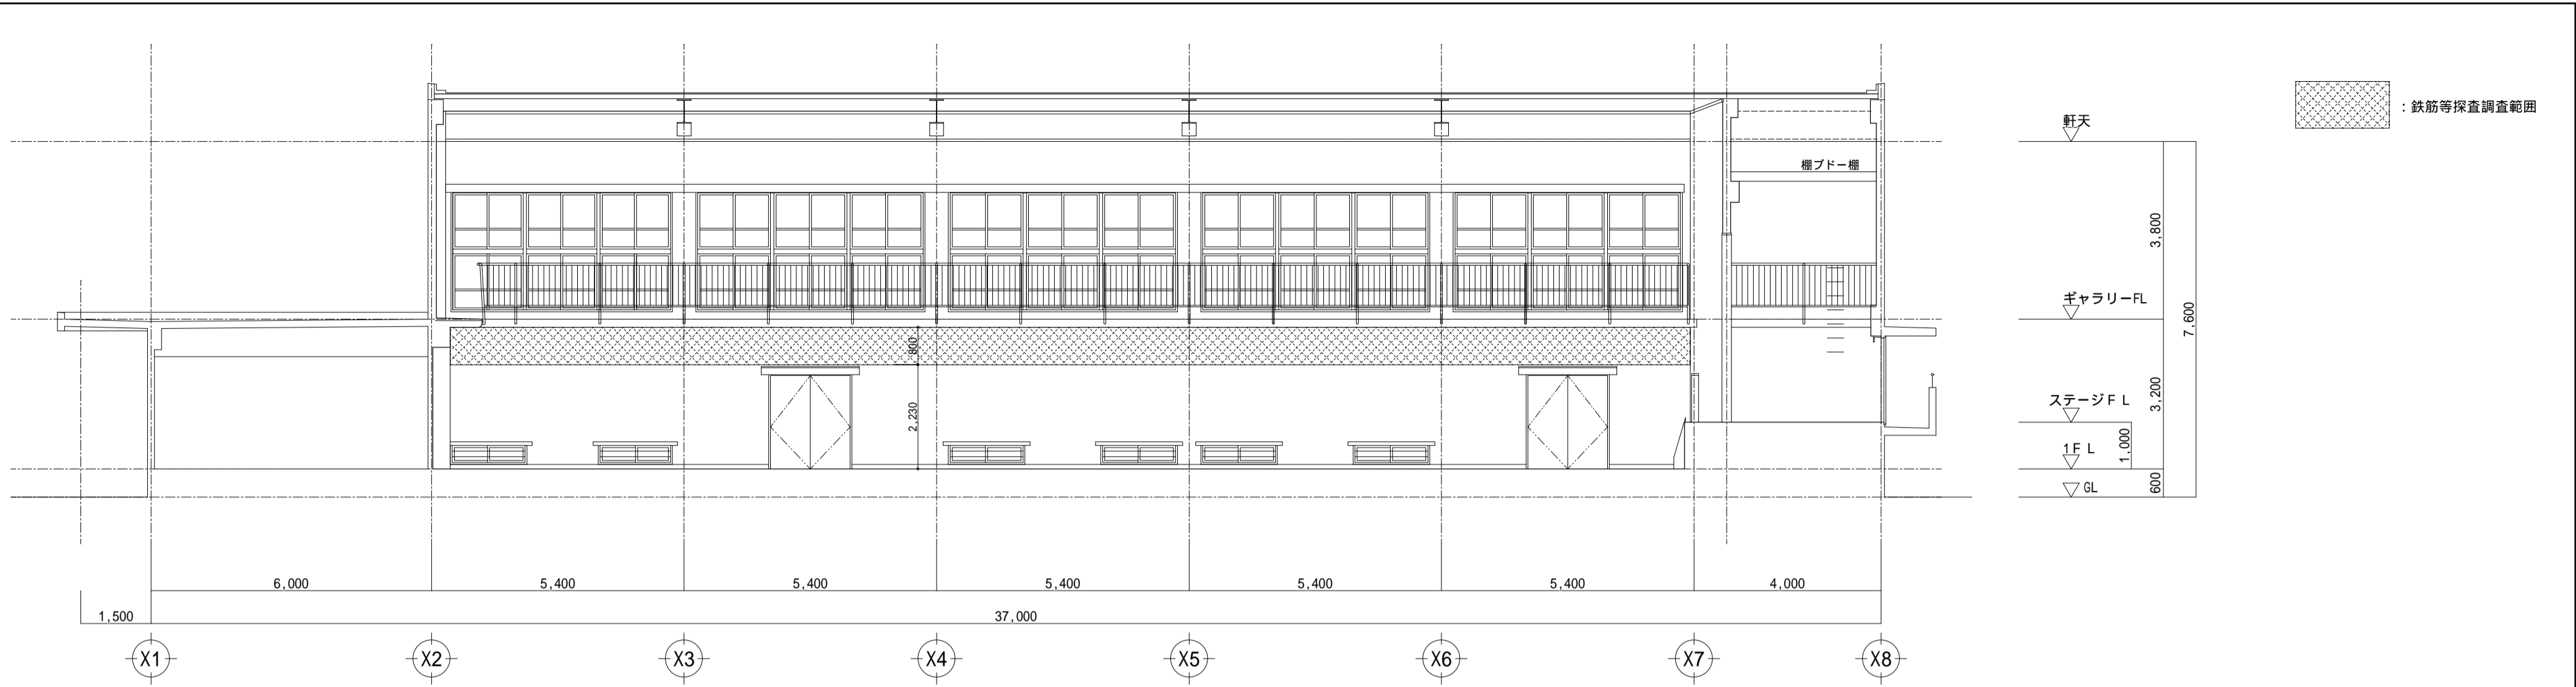 ：鉄筋等探査調査範囲
軒天
棚ブドー棚
3,800
ギャラリーFL
7,600
800
3,200
ステージＦＬ
2,230
1,000
1ＦＬ
600
GL
6,000
5,400
5,400
5,400
5,400
5,400
4,000
1,500
37,000
X1
X2
X3
X4
X5
X6
X7
X8